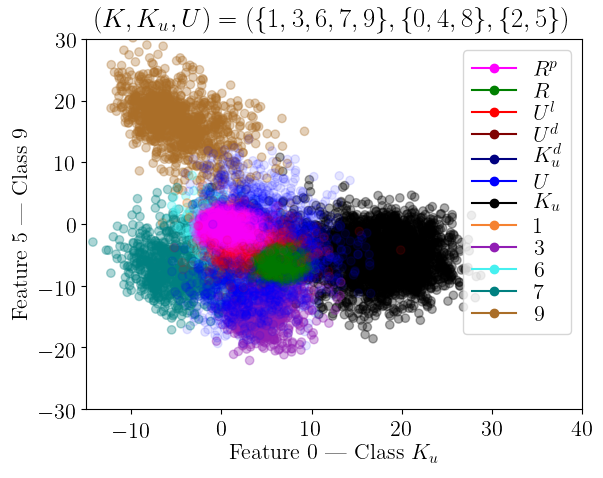 (K, K_u, U) = ({1, 3, 6, 7, 9}, {0, 4, 8}, {2, 5})
30
20
10
0
−10
−20
−30
Feature 5 — Class 9
R^p
R
U^l
U^d
K_u^d
U
K_u
1
3
6
7
9
−10
0
10
20
30
40
Feature 0 — Class K_u